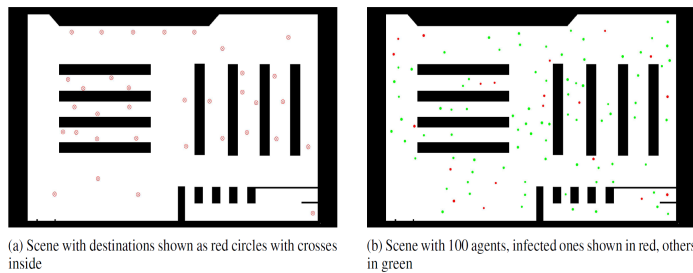 (a) Scene with destinations shown as red circles with crosses
inside
(b) Scene with 100 agents, infected ones shown in red, others
in green